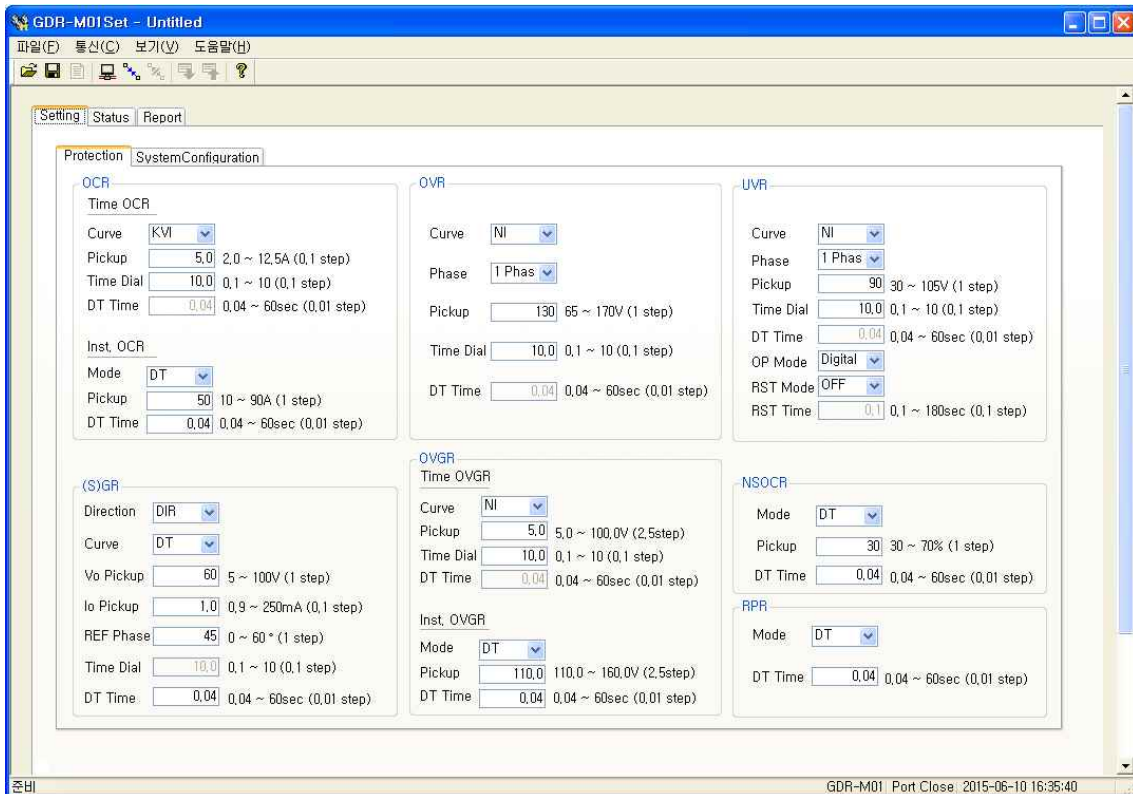 GDR-M01Set - Untitled
파일(F) 통신(C) 보기(V) 도움말(H)
Setting Status Report
Protection SystemConfiguration
OCR
Time OCR
Curve KVI
Pickup 5,0 2,0 ~ 12,5A (0,1 step)
Time Dial 10,0 0,1 ~ 10 (0,1 step)
DT Time 0,04 0,04 ~ 60sec (0,01 step)
Inst, OCR
Mode DT
Pickup 50 10 ~ 90A (1 step)
DT Time 0,04 0,04 ~ 60sec (0,01 step)
OVR
Curve NI
Phase 1 Phas
Pickup 130 65 ~ 170V (1 step)
Time Dial 10,0 0,1 ~ 10 (0,1 step)
DT Time 0,04 0,04 ~ 60sec (0,01 step)
UVR
Curve NI
Phase 1 Phas
Pickup 90 30 ~ 105V (1 step)
Time Dial 10,0 0,1 ~ 10 (0,1 step)
DT Time 0,04 0,04 ~ 60sec (0,01 step)
OP Mode Digital
RST Mode OFF
RST Time 0,1 0,1 ~ 180sec (0,1 step)
(S)GR
Direction DIR
Curve DT
Vo Pickup 60 5 ~ 100V (1 step)
Io Pickup 1,0 0,9 ~ 250mA (0,1 step)
REF Phase 45 0 ~ 60 ° (1 step)
Time Dial 10,0 0,1 ~ 10 (0,1 step)
DT Time 0,04 0,04 ~ 60sec (0,01 step)
OVGR
Time OVGR
Curve NI
Pickup 5,0 5,0 ~ 100,0V (2,5step)
Time Dial 10,0 0,1 ~ 10 (0,1 step)
DT Time 0,04 0,04 ~ 60sec (0,01 step)
Inst, OVGR
Mode DT
Pickup 110,0 110,0 ~ 160,0V (2,5step)
DT Time 0,04 0,04 ~ 60sec (0,01 step)
NSOCR
Mode DT
Pickup 30 30 ~ 70% (1 step)
DT Time 0,04 0,04 ~ 60sec (0,01 step)
RPR
Mode DT
DT Time 0,04 0,04 ~ 60sec (0,01 step)
준비 GDR-M01 Port Close 2015-06-10 16:35:40